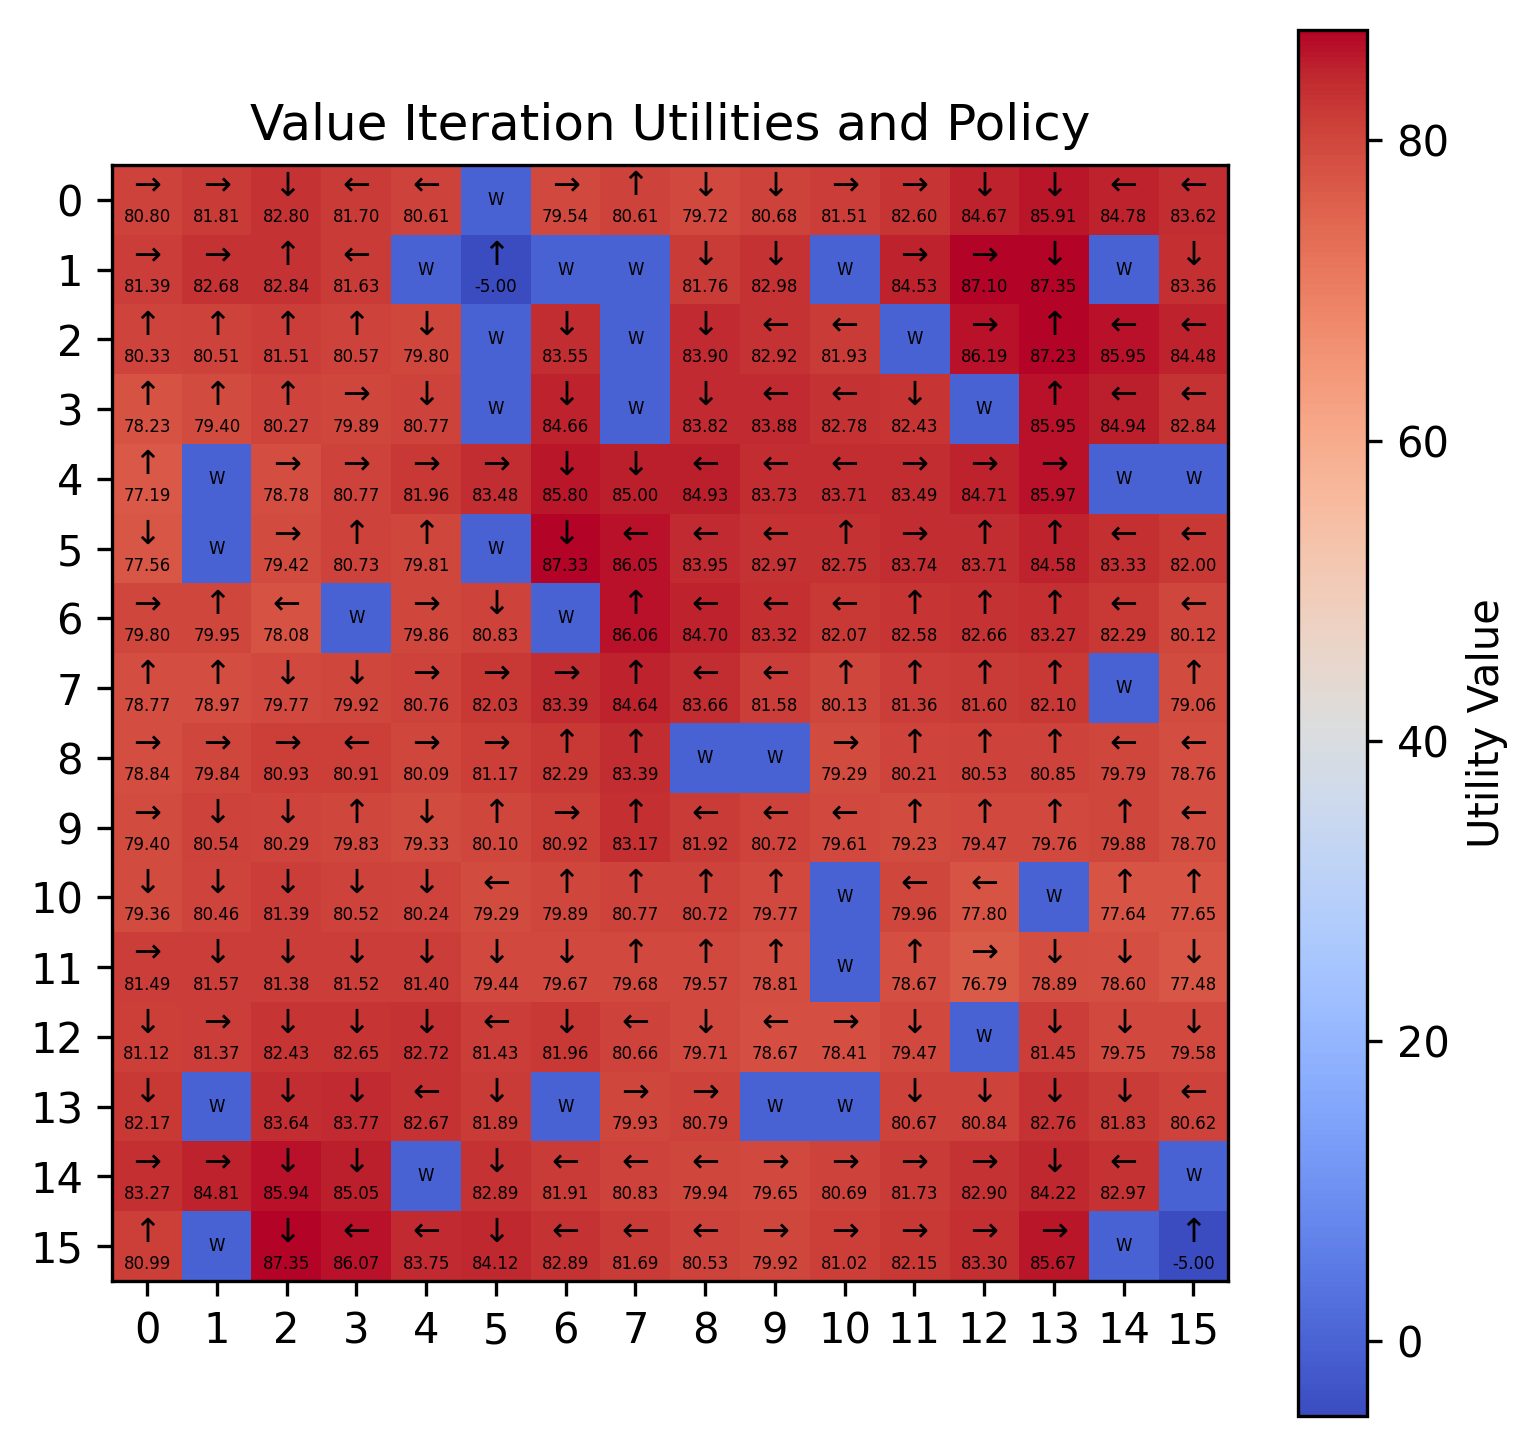 Value Iteration Utilities and Policy
0 → → ↓ ← ← W → ↑ ↓ ↓ → → ↓ ↓ ← ←
80.80 81.81 82.80 81.70 80.61 79.54 80.61 79.72 80.68 81.51 82.60 84.67 85.91 84.78 83.62
1 → → ↑ ← W ↑ W W ↓ ↓ W → → ↓ W ↓
81.39 82.68 82.84 81.63 -5.00 81.76 82.98 84.53 87.10 87.35 83.36
2 ↑ ↑ ↑ ↑ ↓ W ↓ W ↓ ← ← W → ↑ ← ←
80.33 80.51 81.51 80.57 79.80 83.55 83.90 82.92 81.93 86.19 87.23 85.95 84.48
3 ↑ ↑ ↑ → ↓ W ↓ W ↓ ← ← ↓ W ↑ ← ←
78.23 79.40 80.27 79.89 80.77 84.66 83.82 83.88 82.78 82.43 85.95 84.94 82.84
4 ↑ W → → → → ↓ ↓ ← ← ← → → → W W
77.19 78.78 80.77 81.96 83.48 85.80 85.00 84.93 83.73 83.71 83.49 84.71 85.97
5 ↓ W → ↑ ↑ W ↓ ← ← ← ↑ → ↑ ↑ ← ←
77.56 79.42 80.73 79.81 87.33 86.05 83.95 82.97 82.75 83.74 83.71 84.58 83.33 82.00
6 → ↑ ← W → ↓ W ↑ ← ← ← ↑ ↑ ↑ ← ←
79.80 79.95 78.08 79.86 80.83 86.06 84.70 83.32 82.07 82.58 82.66 83.27 82.29 80.12
7 ↑ ↑ ↓ ↓ → → → ↑ ← ← ↑ ↑ ↑ ↑ W ↑
78.77 78.97 79.77 79.92 80.76 82.03 83.39 84.64 83.66 81.58 80.13 81.36 81.60 82.10 79.06
8 → → → ← → → ↑ ↑ W W → ↑ ↑ ↑ ← ←
78.84 79.84 80.93 80.91 80.09 81.17 82.29 83.39 79.29 80.21 80.53 80.85 79.79 78.76
9 → ↓ ↓ ↑ ↓ ↑ → ↑ ← ← ← ↑ ↑ ↑ ↑ ←
79.40 80.54 80.29 79.83 79.33 80.10 80.92 83.17 81.92 80.72 79.61 79.23 79.47 79.76 79.88 78.70
10 ↓ ↓ ↓ ↓ ↓ ← ↑ ↑ ↑ ↑ W ← ← W ↑ ↑
79.36 80.46 81.39 80.52 80.24 79.29 79.89 80.77 80.72 79.77 79.96 77.80 77.64 77.65
11 → ↓ ↓ ↓ ↓ ↓ ↓ ↑ ↑ ↑ W ↑ → ↓ ↓ ↓
81.49 81.57 81.38 81.52 81.40 79.44 79.67 79.68 79.57 78.81 78.67 76.79 78.89 78.60 77.48
12 ↓ → ↓ ↓ ↓ ← ↓ ← ↓ ← → ↓ W ↓ ↓ ↓
81.12 81.37 82.43 82.65 82.72 81.43 81.96 80.66 79.71 78.67 78.41 79.47 81.45 79.75 79.58
13 ↓ W ↓ ↓ ← ↓ W → → W W ↓ ↓ ↓ ↓ ←
82.17 83.64 83.77 82.67 81.89 79.93 80.79 80.67 80.84 82.76 81.83 80.62
14 → → ↓ ↓ W ↓ ← ← ← → → → → ↓ ← W
83.27 84.81 85.94 85.05 82.89 81.91 80.83 79.94 79.65 80.69 81.73 82.90 84.22 82.97
15 ↑ W ↓ ← ← ↓ ← ← ← → → → → → W ↑
80.99 87.35 86.07 83.75 84.12 82.89 81.69 80.53 79.92 81.02 82.15 83.30 85.67 -5.00
0 1 2 3 4 5 6 7 8 9 10 11 12 13 14 15
80
60
40
20
0
Utility Value